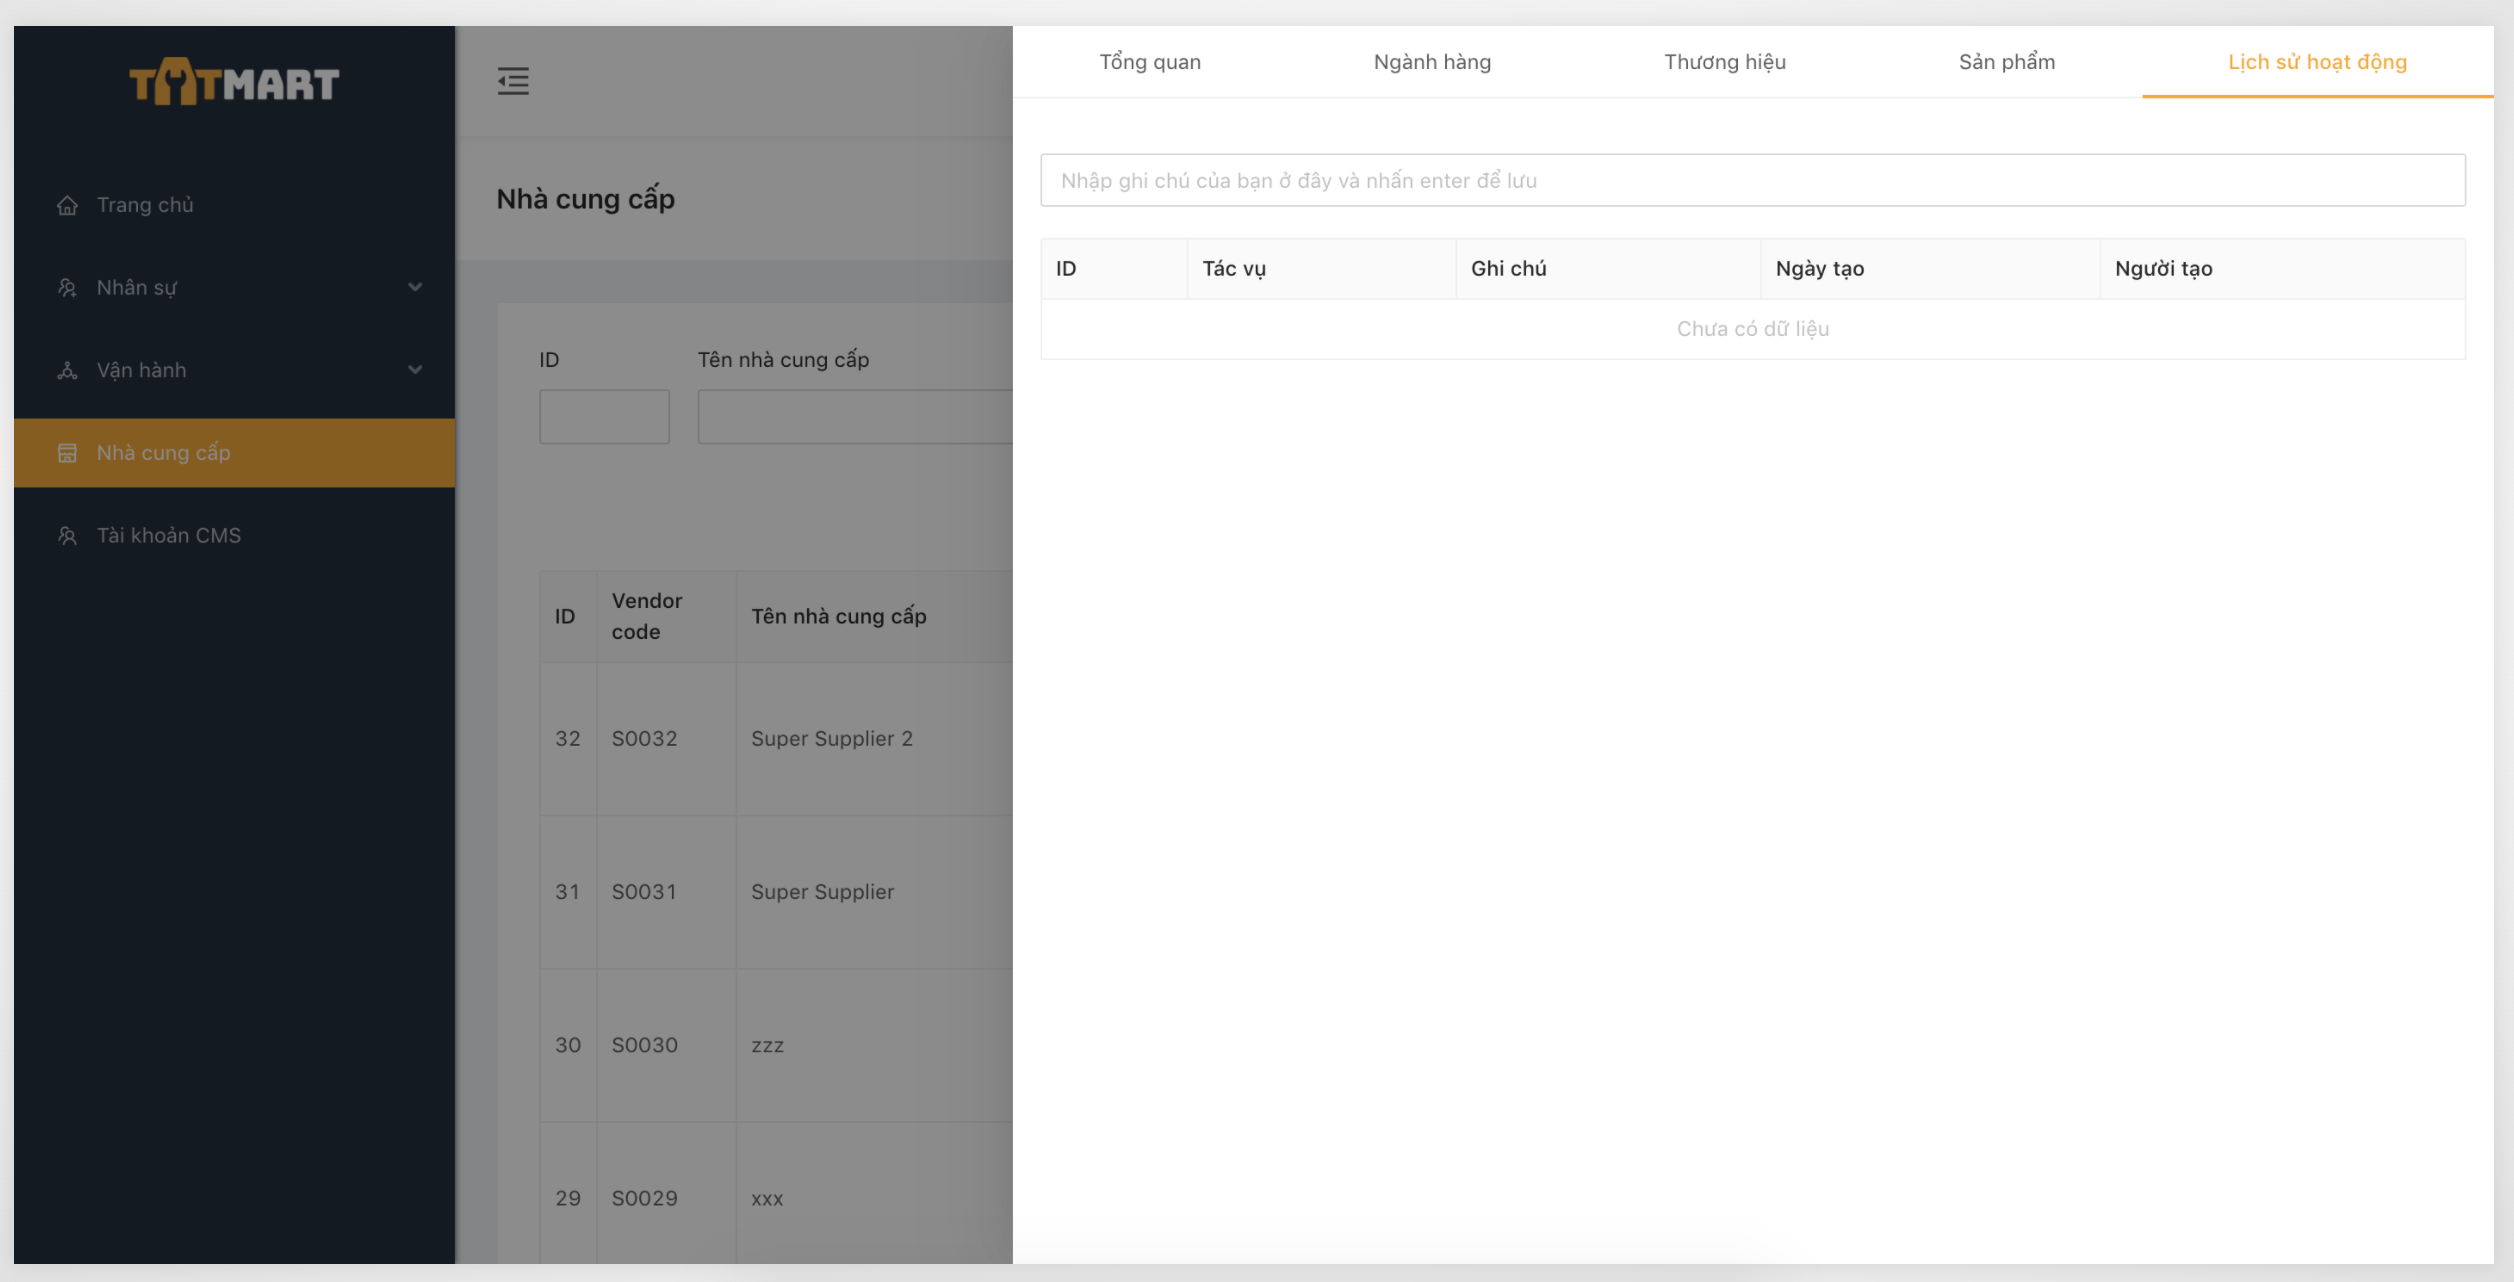 TATMART
Trang chủ
Nhân sự
Vận hành
Nhà cung cấp
Tài khoản CMS
Nhà cung cấp
ID
Tên nhà cung cấp
ID
Vendor code
Tên nhà cung cấp
32
S0032
Super Supplier 2
31
S0031
Super Supplier
30
S0030
zzz
29
S0029
xxx
Tổng quan
Ngành hàng
Thương hiệu
Sản phẩm
Lịch sử hoạt động
Nhập ghi chú của bạn ở đây và nhấn enter để lưu
ID
Tác vụ
Ghi chú
Ngày tạo
Người tạo
Chưa có dữ liệu